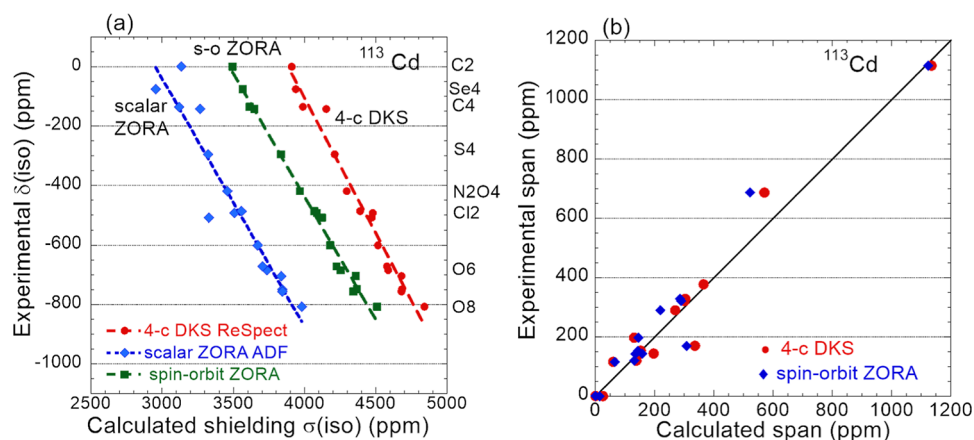 (a)
s-o ZORA
¹¹³Cd
scalar
ZORA
4-c DKS
0
-200
-400
-600
-800
-1000
Experimental δ(iso) (ppm)
C2
Se4
C4
S4
N2O4
Cl2
O6
O8
4-c DKS ReSpect
scalar ZORA ADF
spin-orbit ZORA
2500 3000 3500 4000 4500 5000
Calculated shielding σ(iso) (ppm)
(b)
¹¹³Cd
1200
1000
800
600
400
200
0
Experimental span (ppm)
4-c DKS
spin-orbit ZORA
0 200 400 600 800 1000 1200
Calculated span (ppm)